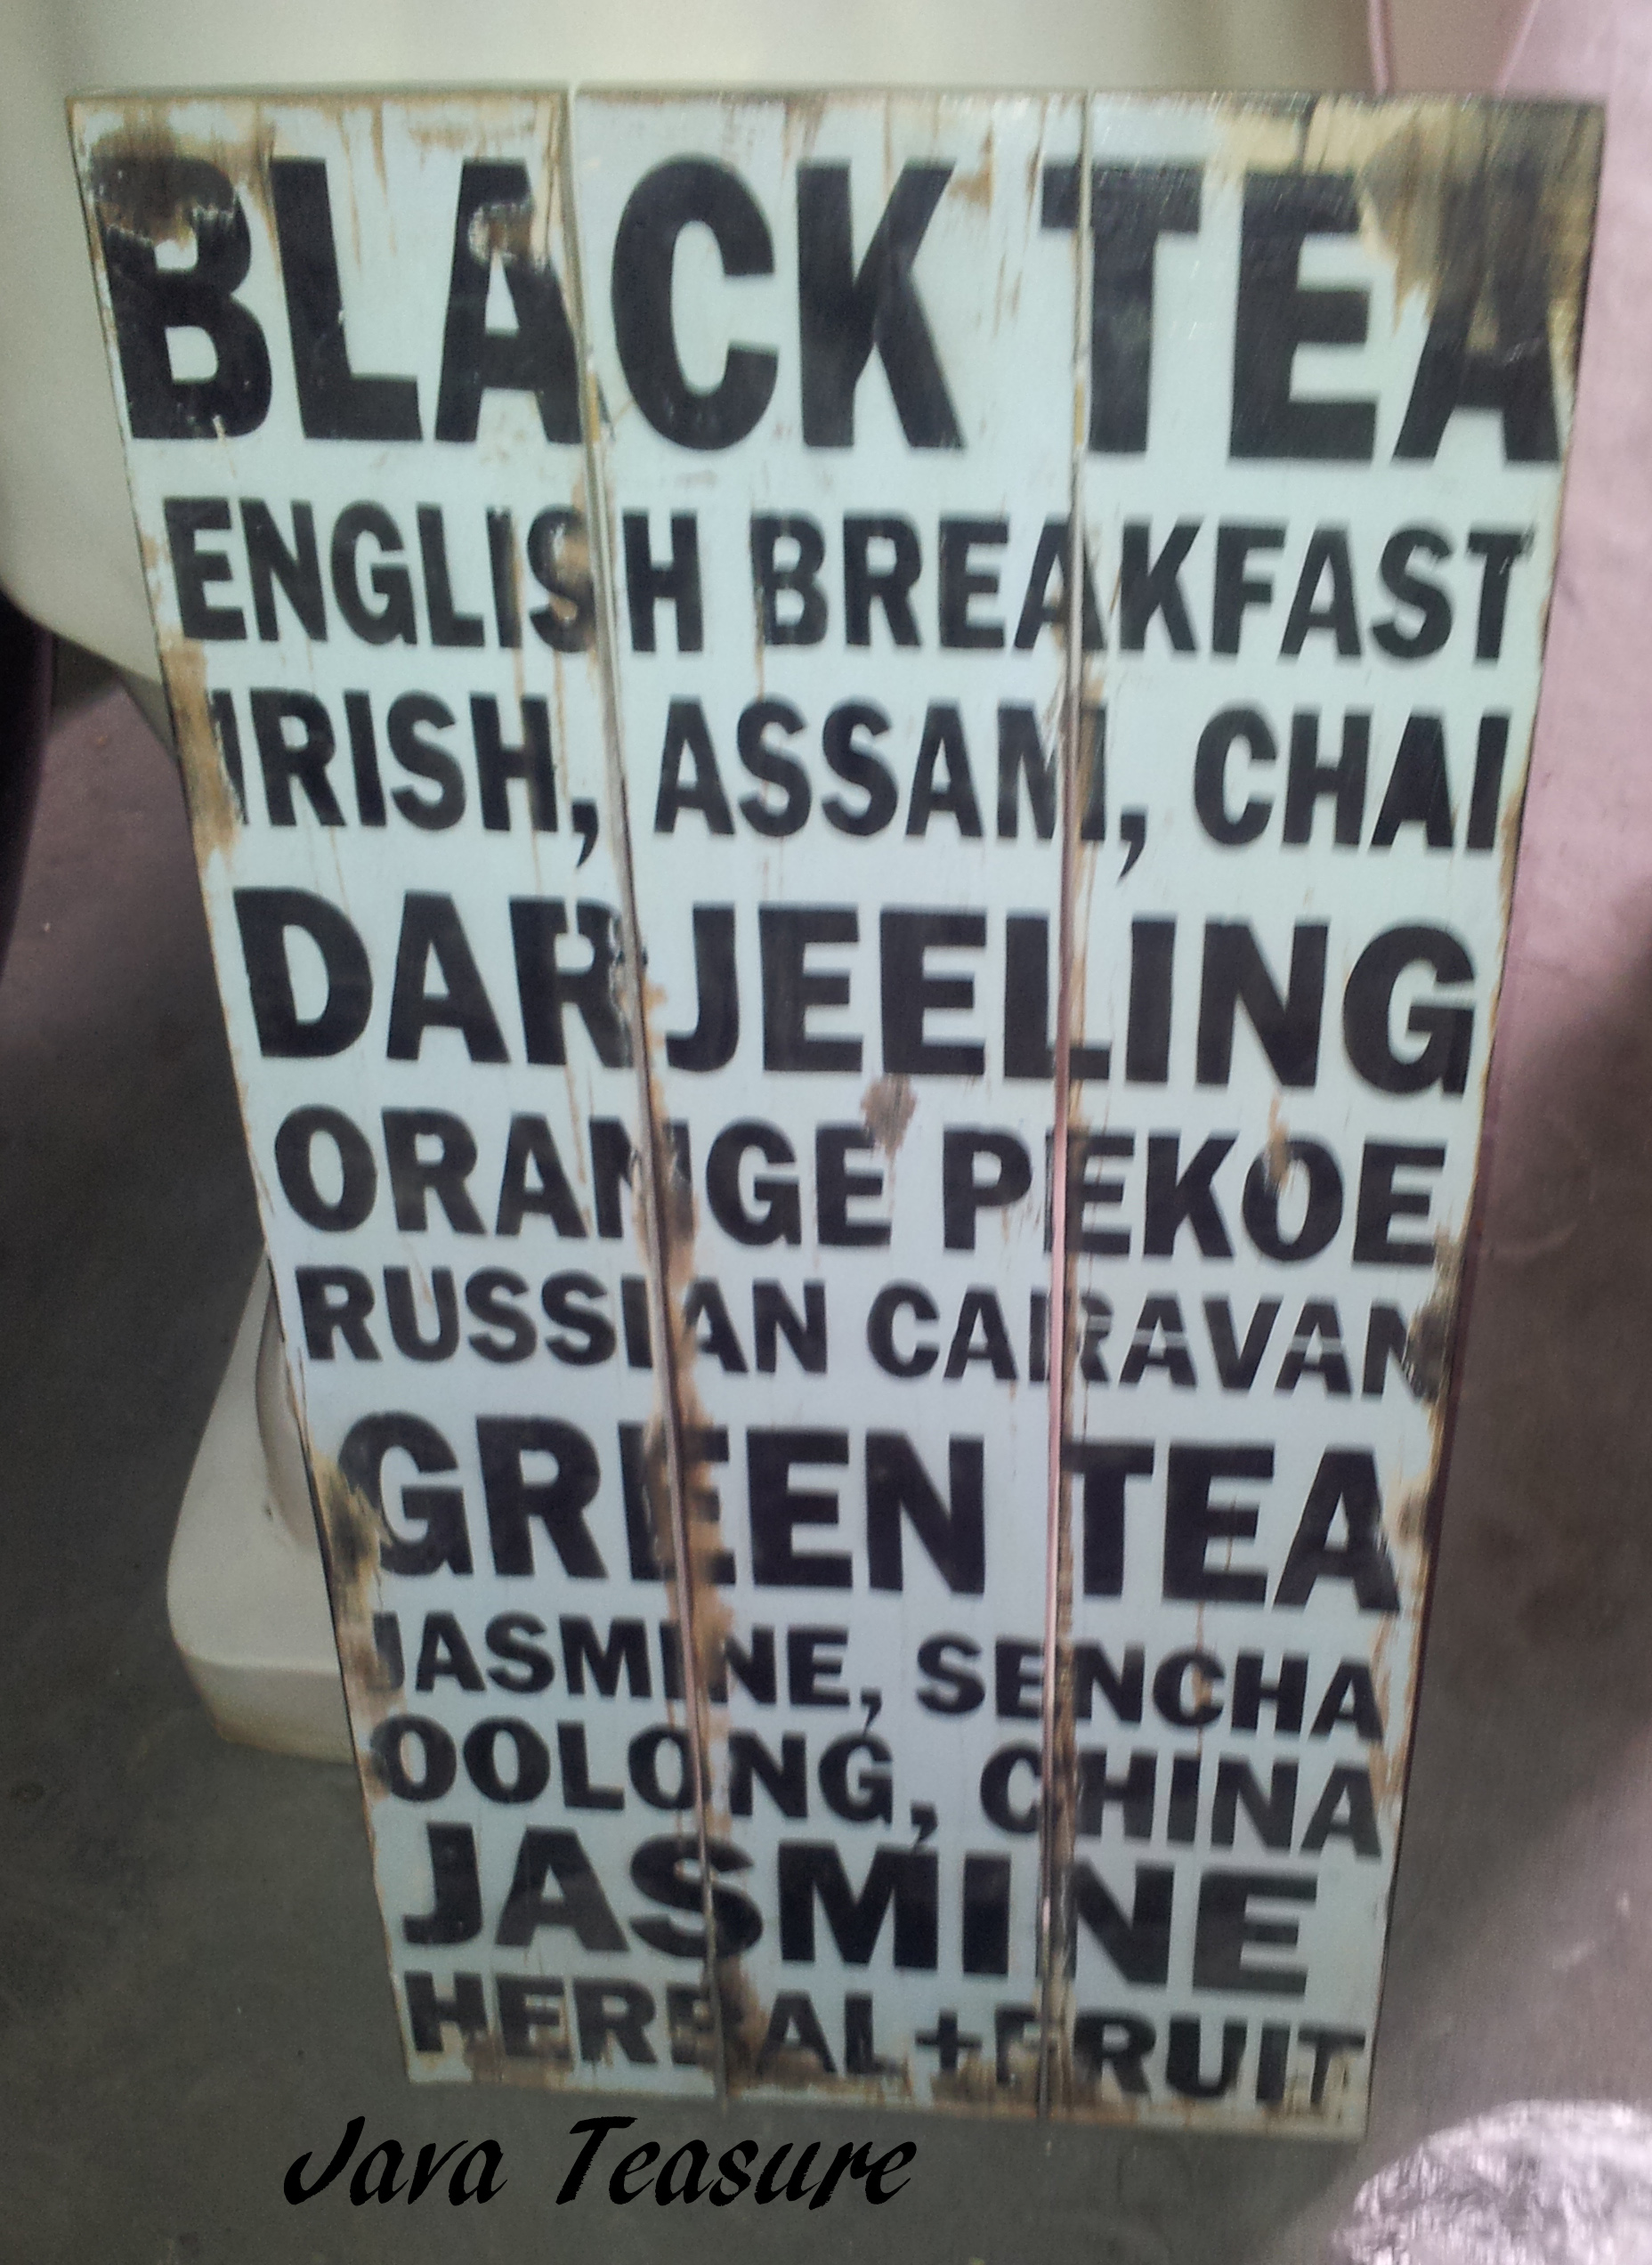 BLACK TEA
ENGLISH BREAKFAST
IRISH, ASSAM, CHAI
DARJEELING
ORANGE PEKOE
RUSSIAN CARAVAN
GREEN TEA
JASMINE, SENCHA
OOLONG, CHINA
JASMINE
HERBAL+FRUIT
Java Teasure